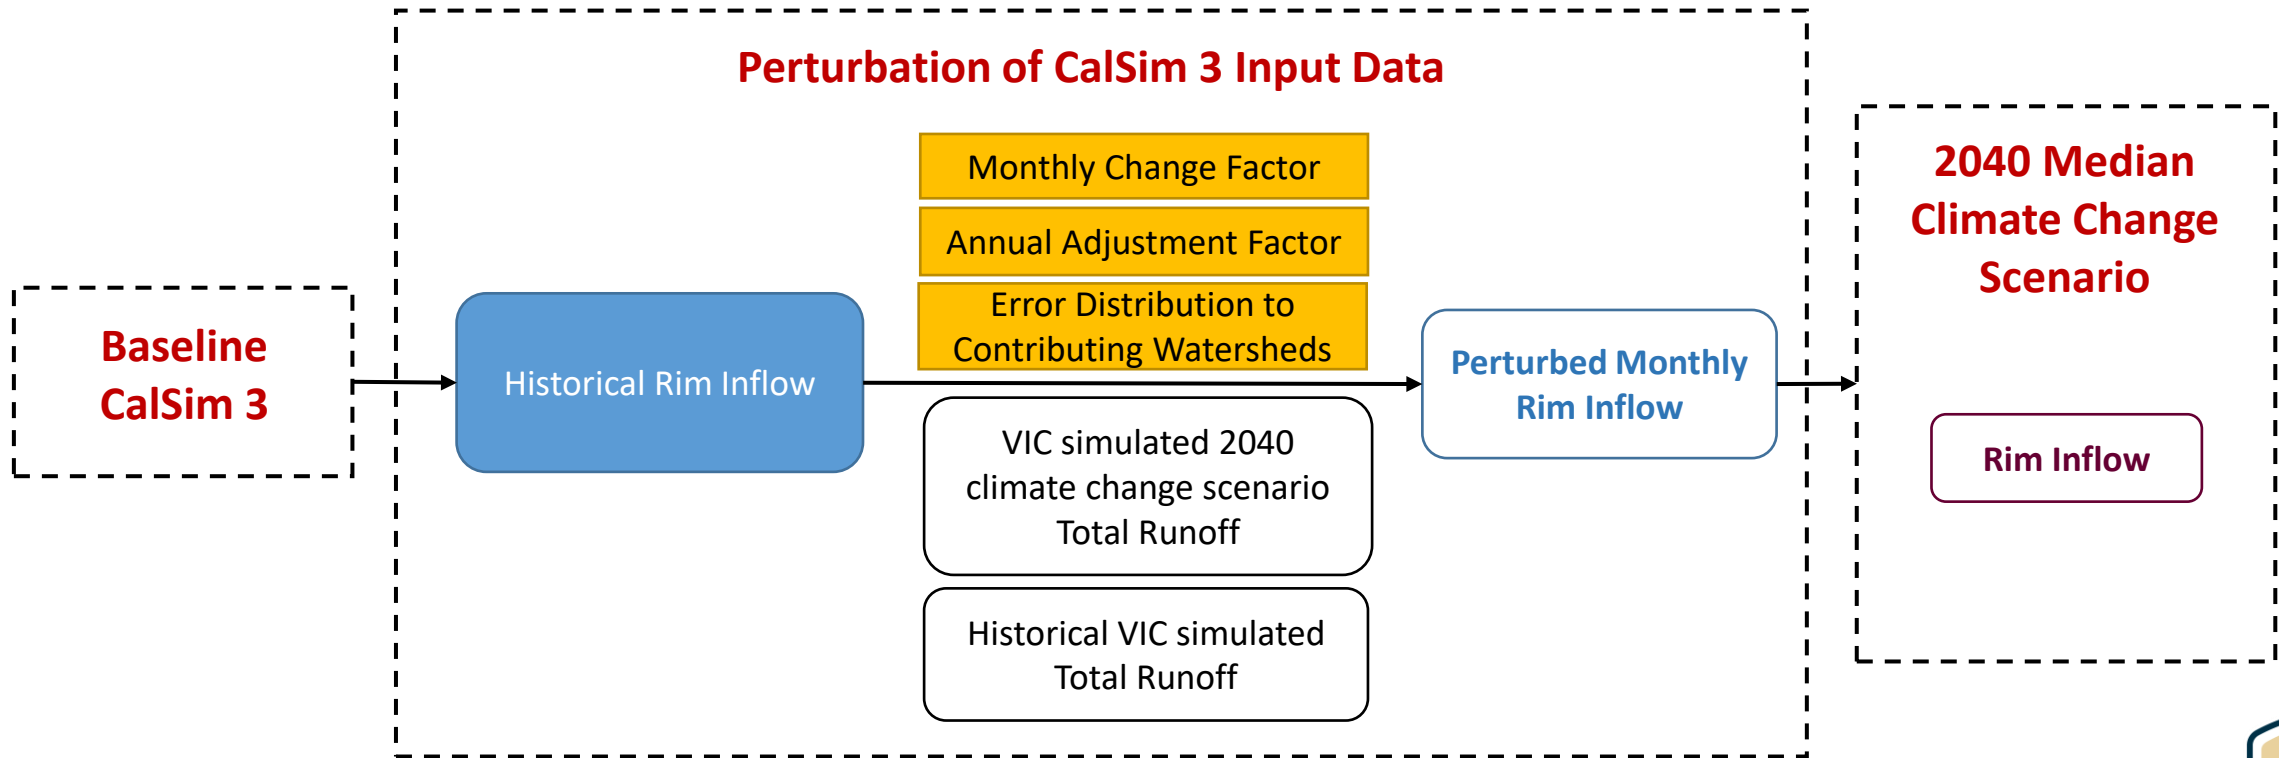 Perturbation of CalSim 3 Input Data
Baseline
CalSim 3
Historical Rim Inflow
Monthly Change Factor
Annual Adjustment Factor
Error Distribution to
Contributing Watersheds
VIC simulated 2040
climate change scenario
Total Runoff
Historical VIC simulated
Total Runoff
Perturbed Monthly
Rim Inflow
2040 Median
Climate Change
Scenario
Rim Inflow